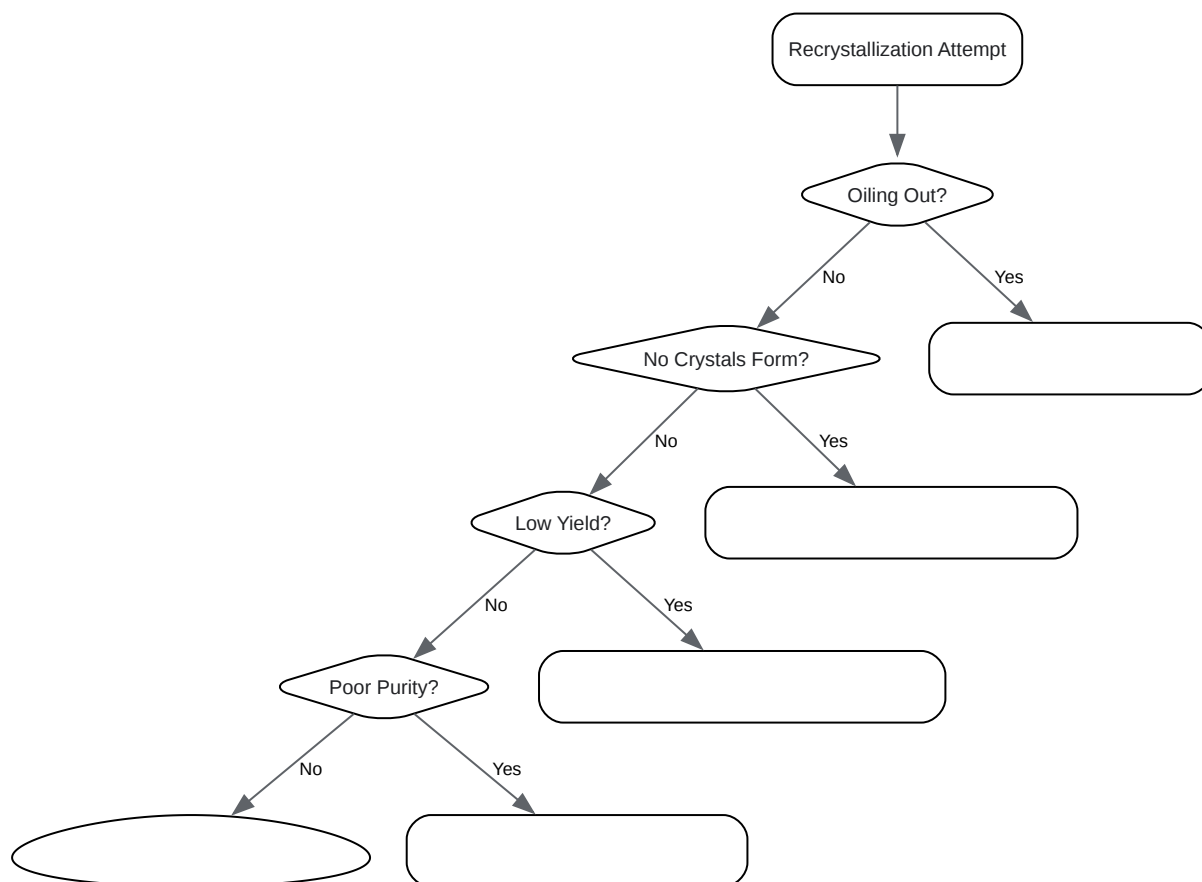 Recrystallization Attempt
Oiling Out?
No
Yes
No Crystals Form?
No
Yes
Low Yield?
No
Yes
Poor Purity?
No
Yes